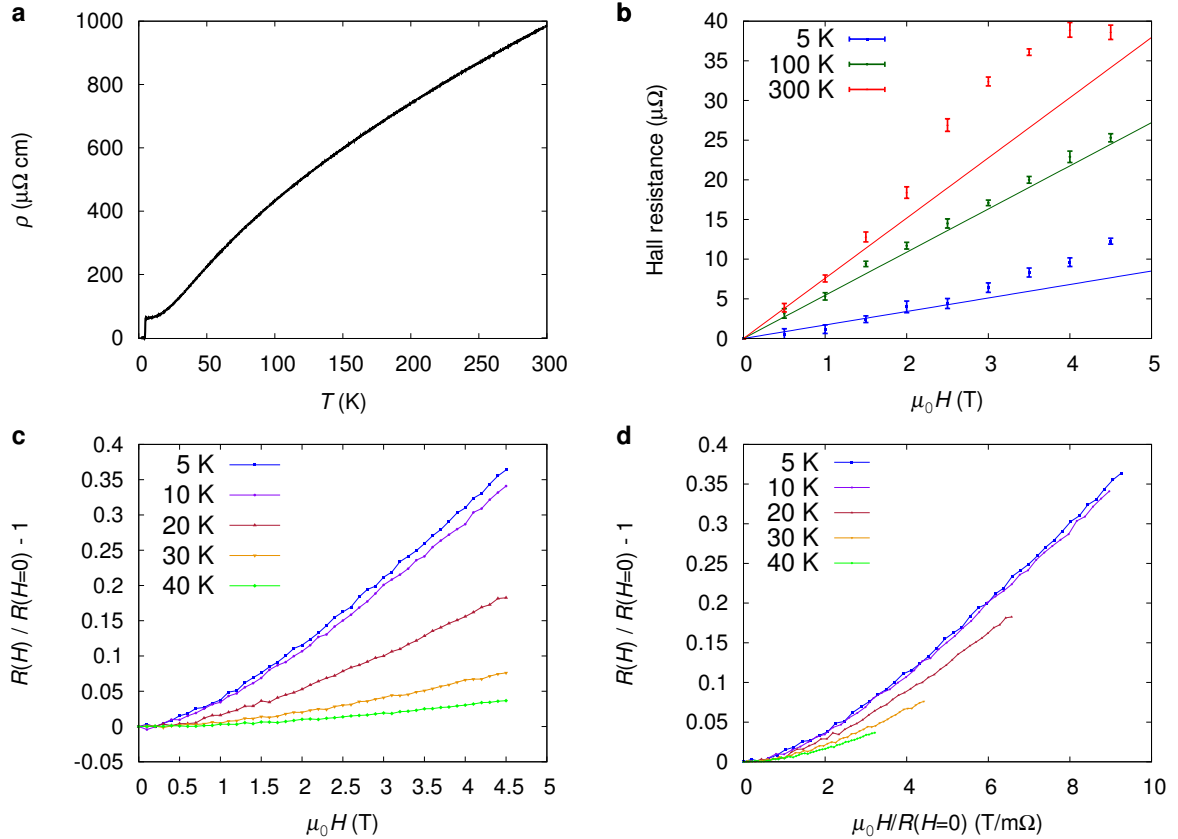 a
1000
800
600
400
200
0
ρ (μΩ cm)
0 50 100 150 200 250 300
T (K)
b
40
35
30
25
20
15
10
5
0
Hall resistance (μΩ)
5 K
100 K
300 K
0 1 2 3 4 5
μ₀H (T)
c
0.4
0.35
0.3
0.25
0.2
0.15
0.1
0.05
0
-0.05
R(H) / R(H=0) - 1
5 K
10 K
20 K
30 K
40 K
0 0.5 1 1.5 2 2.5 3 3.5 4 4.5 5
μ₀H (T)
d
0.4
0.35
0.3
0.25
0.2
0.15
0.1
0.05
0
R(H) / R(H=0) - 1
5 K
10 K
20 K
30 K
40 K
0 2 4 6 8 10
μ₀H/R(H=0) (T/mΩ)